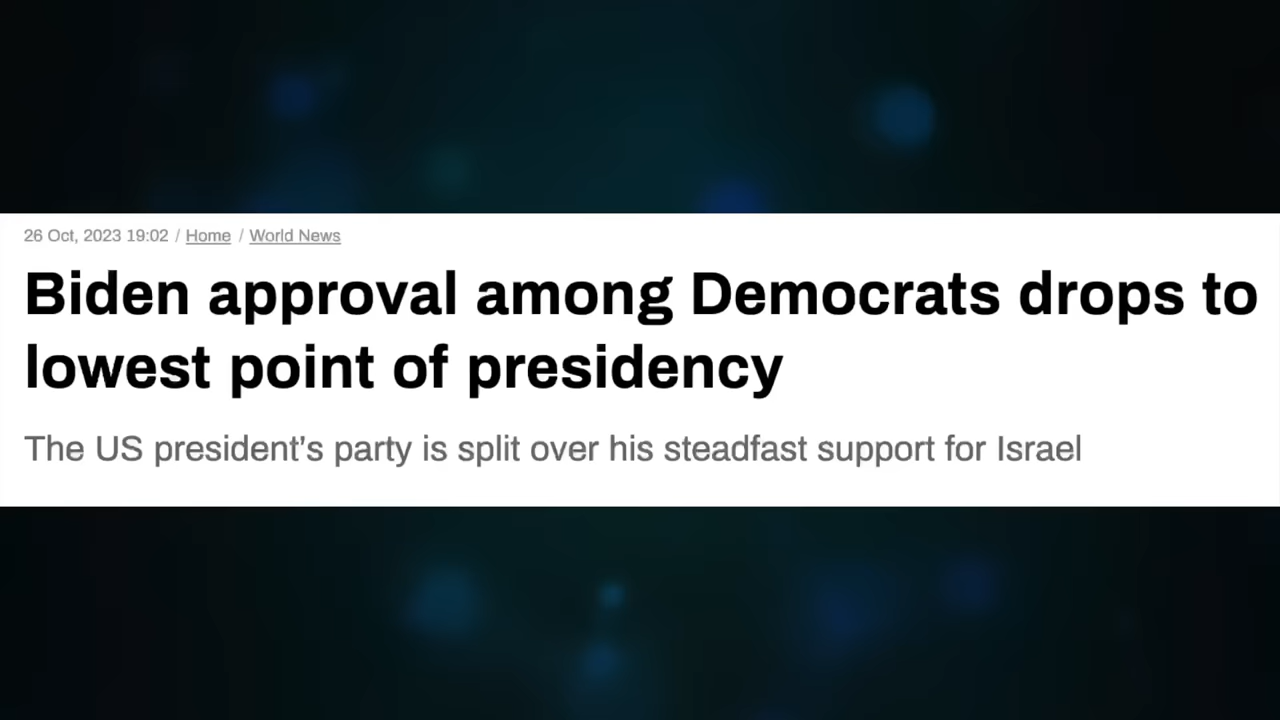 26 Oct, 2023 19:02 / Home / World News
Biden approval among Democrats drops to
lowest point of presidency
The US president's party is split over his steadfast support for Israel